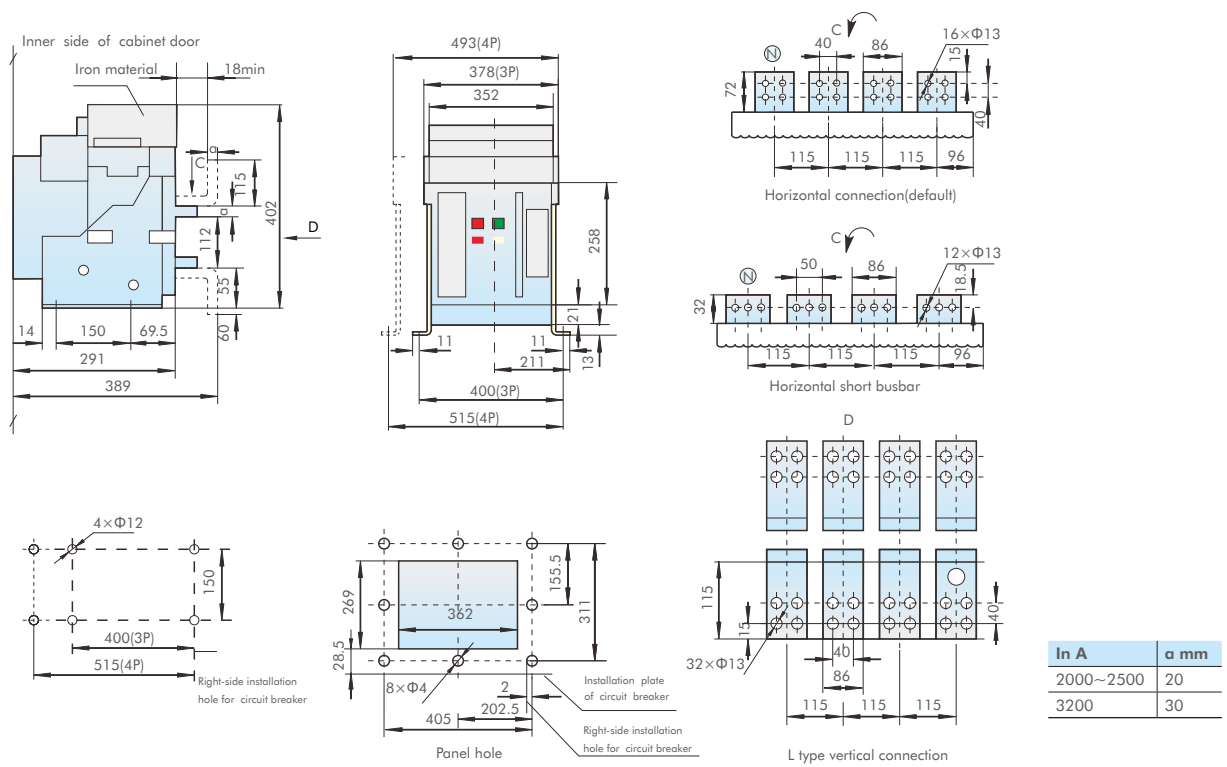 Inner side of cabinet door
Iron material
18min
a
C
115
a
402
112
D
55
60
14
150
69.5
291
389
493(4P)
378(3P)
352
258
21
11
11
211
13
400(3P)
515(4P)
C
N
40
86
16×Φ13
15
72
40
115
115
115
96
Horizontal connection(default)
C
N
50
86
12×Φ13
18.5
32
115
115
115
96
Horizontal short busbar
4×Φ12
150
400(3P)
515(4P)
Right-side installation
hole for circuit breaker
269
362
155.5
311
28.5
8×Φ4
2
202.5
405
Installation plate
of circuit breaker
Right-side installation
hole for circuit breaker
Panel hole
D
115
15
40
32×Φ13
40
86
115
115
115
L type vertical connection
In A
a mm
2000~2500
20
3200
30